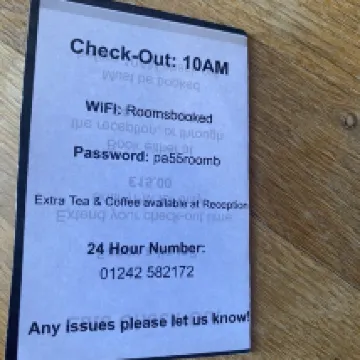 Check-Out: 10AM
WIFI: Roomsbooked
Password: pa55roomb
Extra Tea & Coffee available at Reception
24 Hour Number:
01242 582172
Any issues please let us know!